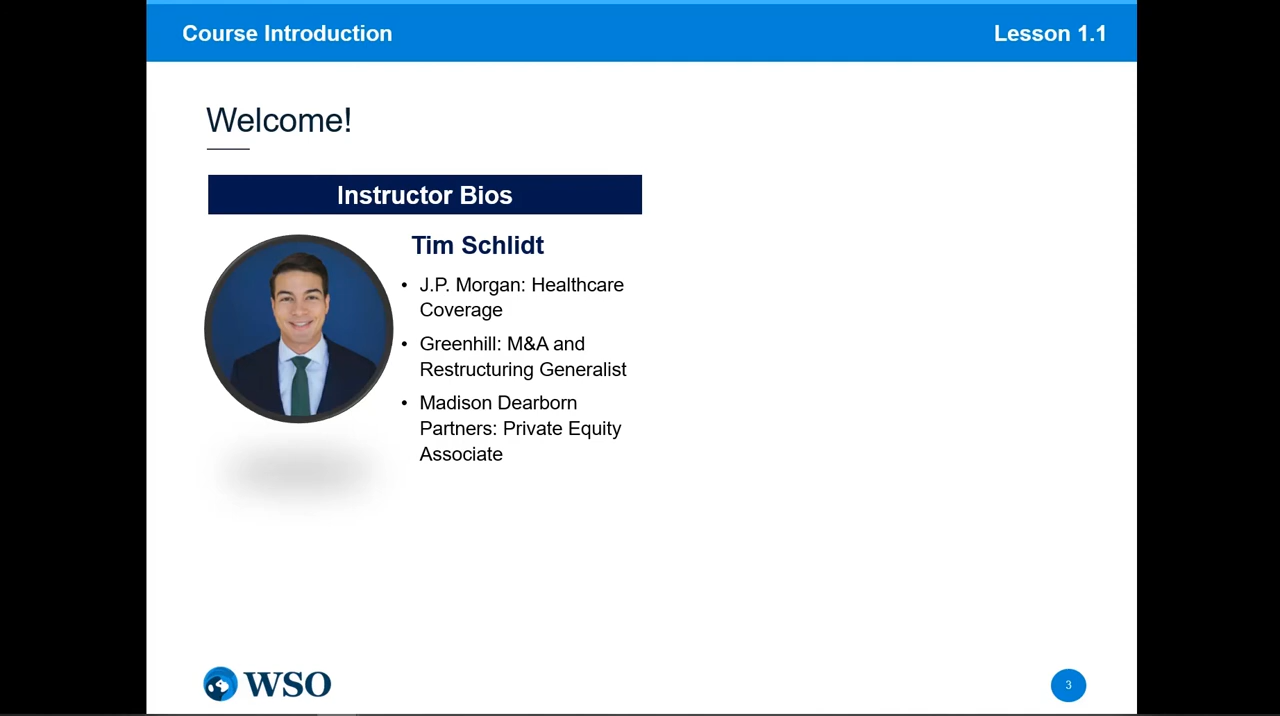 Course Introduction
Lesson 1.1
Welcome!
Instructor Bios
Tim Schlidt
• J.P. Morgan: Healthcare
Coverage
• Greenhill: M&A and
Restructuring Generalist
• Madison Dearborn
Partners: Private Equity
Associate
WSO
3